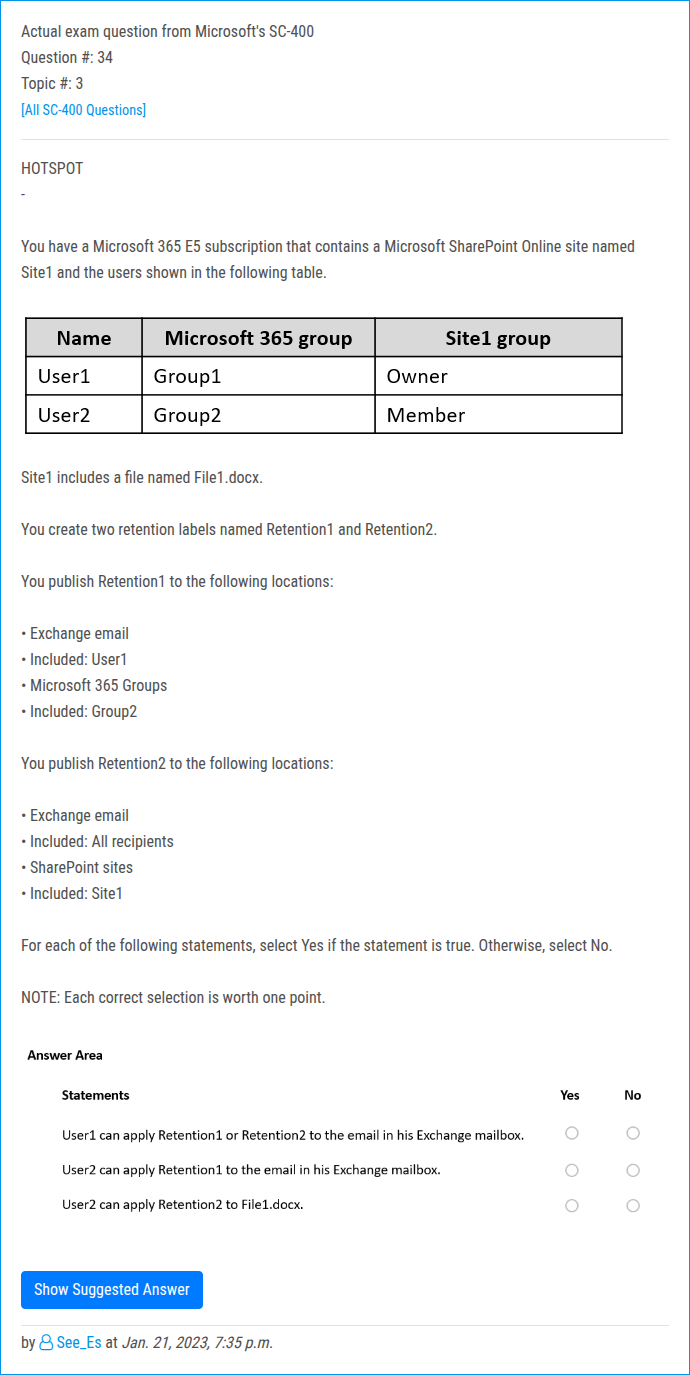 Actual exam question from Microsoft's SC-400
Question #: 34
Topic #: 3
[All SC-400 Questions]
HOTSPOT
-
You have a Microsoft 365 E5 subscription that contains a Microsoft SharePoint Online site named
Site1 and the users shown in the following table.
Name Microsoft 365 group Site1 group
User1 Group1 Owner
User2 Group2 Member
Site1 includes a file named File1.docx.
You create two retention labels named Retention1 and Retention2.
You publish Retention1 to the following locations:
• Exchange email
• Included: User1
• Microsoft 365 Groups
• Included: Group2
You publish Retention2 to the following locations:
• Exchange email
• Included: All recipients
• SharePoint sites
• Included: Site1
For each of the following statements, select Yes if the statement is true. Otherwise, select No.
NOTE: Each correct selection is worth one point.
Answer Area
Statements Yes No
User1 can apply Retention1 or Retention2 to the email in his Exchange mailbox.
User2 can apply Retention1 to the email in his Exchange mailbox.
User2 can apply Retention2 to File1.docx.
Show Suggested Answer
by See_Es at Jan. 21, 2023, 7:35 p.m.